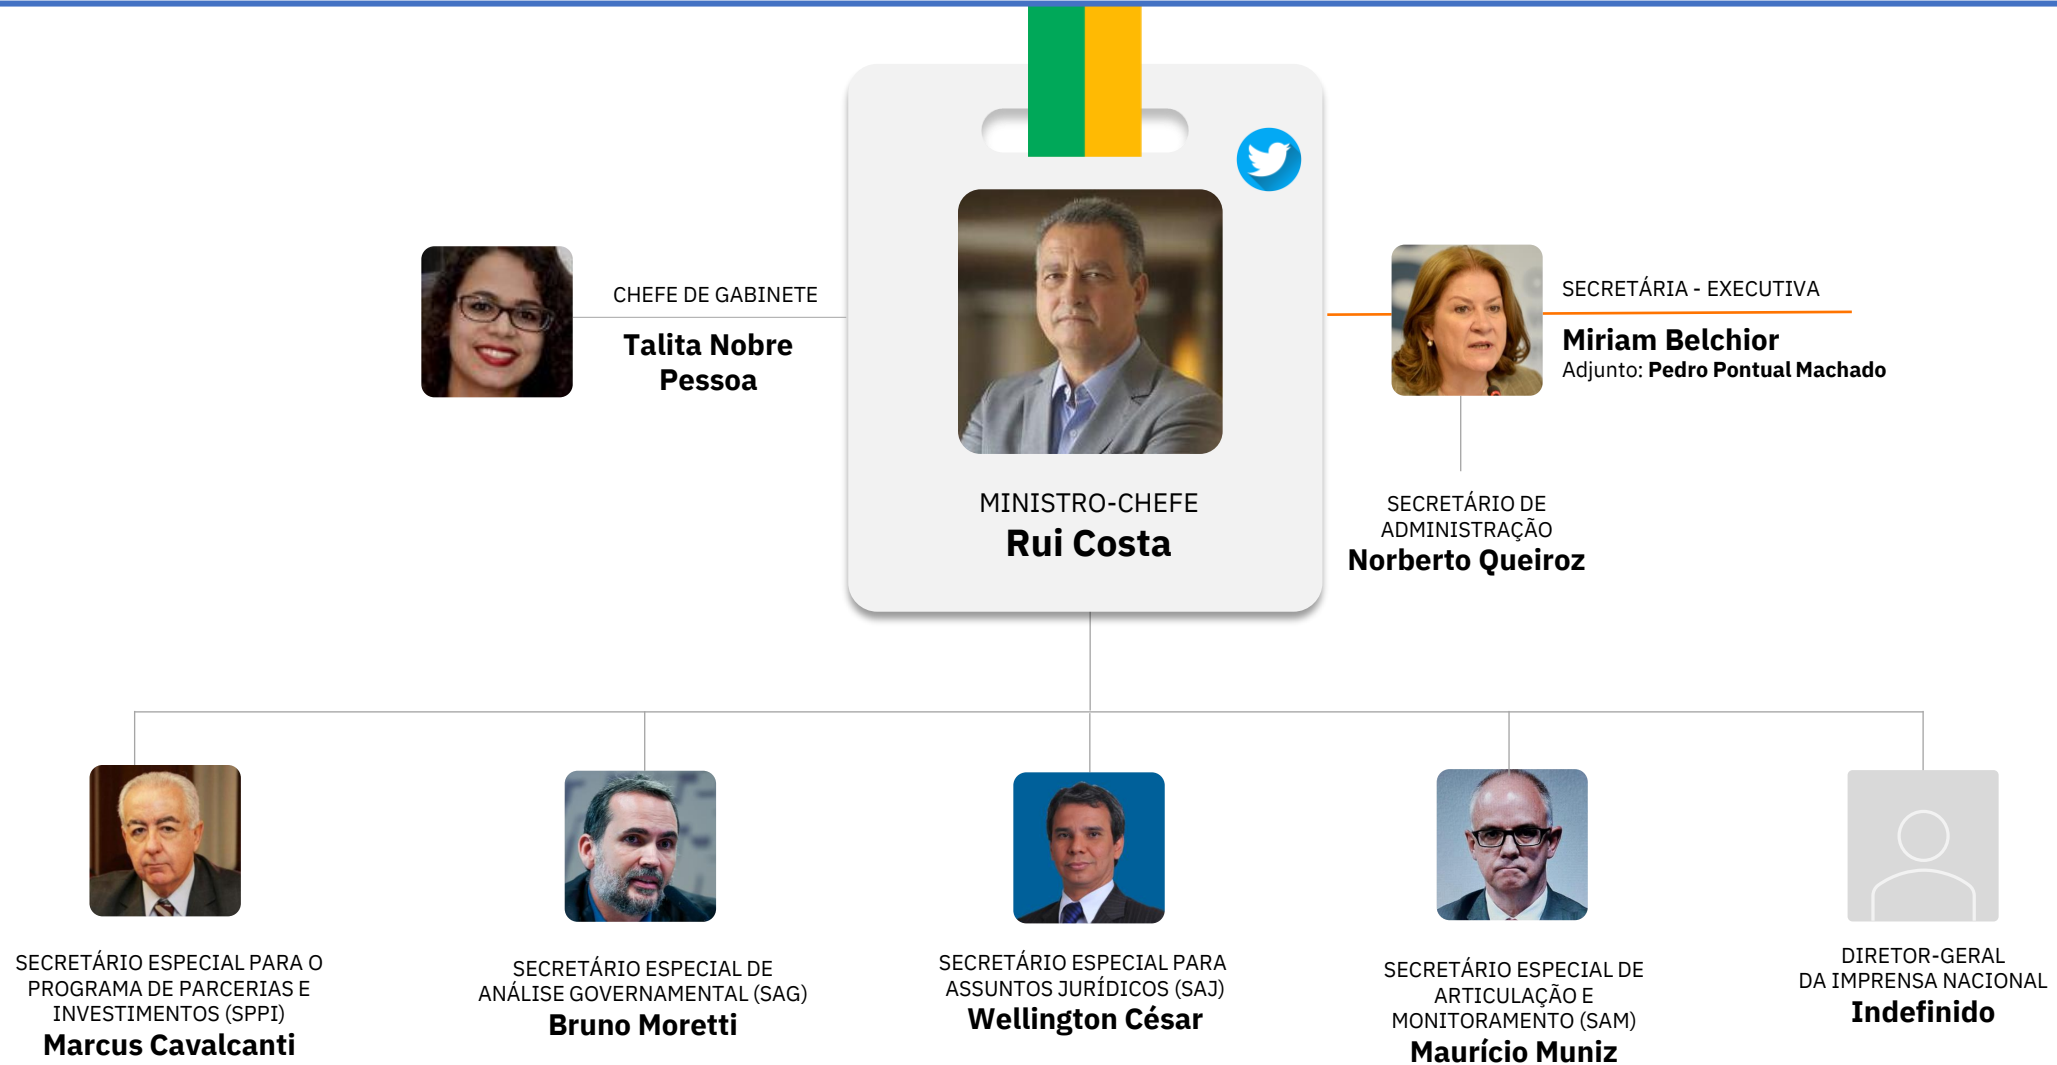 CHEFE DE GABINETE
Talita Nobre
Pessoa
MINISTRO-CHEFE
Rui Costa
SECRETÁRIA - EXECUTIVA
Miriam Belchior
Adjunto: Pedro Pontual Machado
SECRETÁRIO DE
ADMINISTRAÇÃO
Norberto Queiroz
SECRETÁRIO ESPECIAL PARA O
PROGRAMA DE PARCERIAS E
INVESTIMENTOS (SPPI)
Marcus Cavalcanti
SECRETÁRIO ESPECIAL DE
ANÁLISE GOVERNAMENTAL (SAG)
Bruno Moretti
SECRETÁRIO ESPECIAL PARA
ASSUNTOS JURÍDICOS (SAJ)
Wellington César
SECRETÁRIO ESPECIAL DE
ARTICULAÇÃO E
MONITORAMENTO (SAM)
Maurício Muniz
DIRETOR-GERAL
DA IMPRENSA NACIONAL
Indefinido